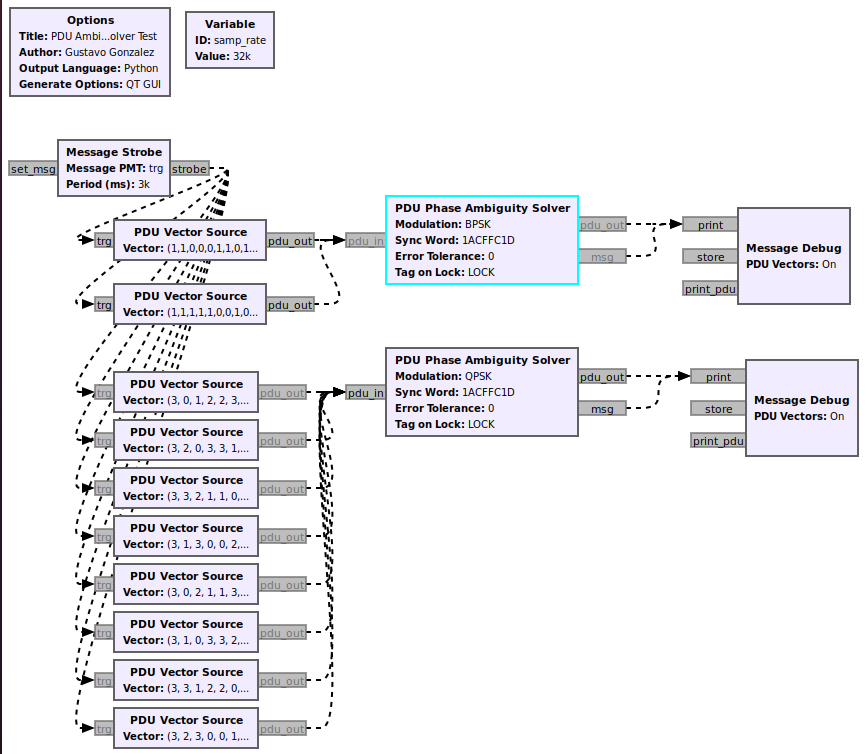 Options
Title: PDU Ambi...olver Test
Author: Gustavo Gonzalez
Output Language: Python
Generate Options: QT GUI
Variable
ID: samp_rate
Value: 32k
set_msg
Message Strobe
Message PMT: trg
Period (ms): 3k
strobe
trg
PDU Vector Source
Vector: (1,1,0,0,0,1,1,0,1...
pdu_out
trg
PDU Vector Source
Vector: (1,1,1,1,1,0,0,1,0...
pdu_out
pdu_in
PDU Phase Ambiguity Solver
Modulation: BPSK
Sync Word: 1ACFFC1D
Error Tolerance: 0
Tag on Lock: LOCK
pdu_out
msg
print
store
print_pdu
Message Debug
PDU Vectors: On
trg
PDU Vector Source
Vector: (3, 0, 1, 2, 2, 3,...
pdu_out
trg
PDU Vector Source
Vector: (3, 2, 0, 3, 3, 1,...
pdu_out
trg
PDU Vector Source
Vector: (3, 3, 2, 1, 1, 0,...
pdu_out
trg
PDU Vector Source
Vector: (3, 1, 3, 0, 0, 2,...
pdu_out
trg
PDU Vector Source
Vector: (3, 0, 2, 1, 1, 3,...
pdu_out
trg
PDU Vector Source
Vector: (3, 1, 0, 3, 3, 2,...
pdu_out
trg
PDU Vector Source
Vector: (3, 3, 1, 2, 2, 0,...
pdu_out
trg
PDU Vector Source
Vector: (3, 2, 3, 0, 0, 1,...
pdu_out
pdu_in
PDU Phase Ambiguity Solver
Modulation: QPSK
Sync Word: 1ACFFC1D
Error Tolerance: 0
Tag on Lock: LOCK
pdu_out
msg
print
store
print_pdu
Message Debug
PDU Vectors: On